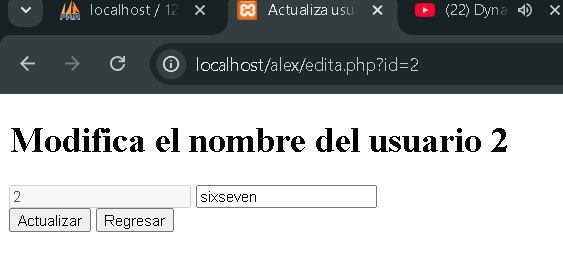 localhost / 12
Actualiza usu
(22) Dyna
localhost/alex/edita.php?id=2
Modifica el nombre del usuario 2
2 sixseven
Actualizar Regresar